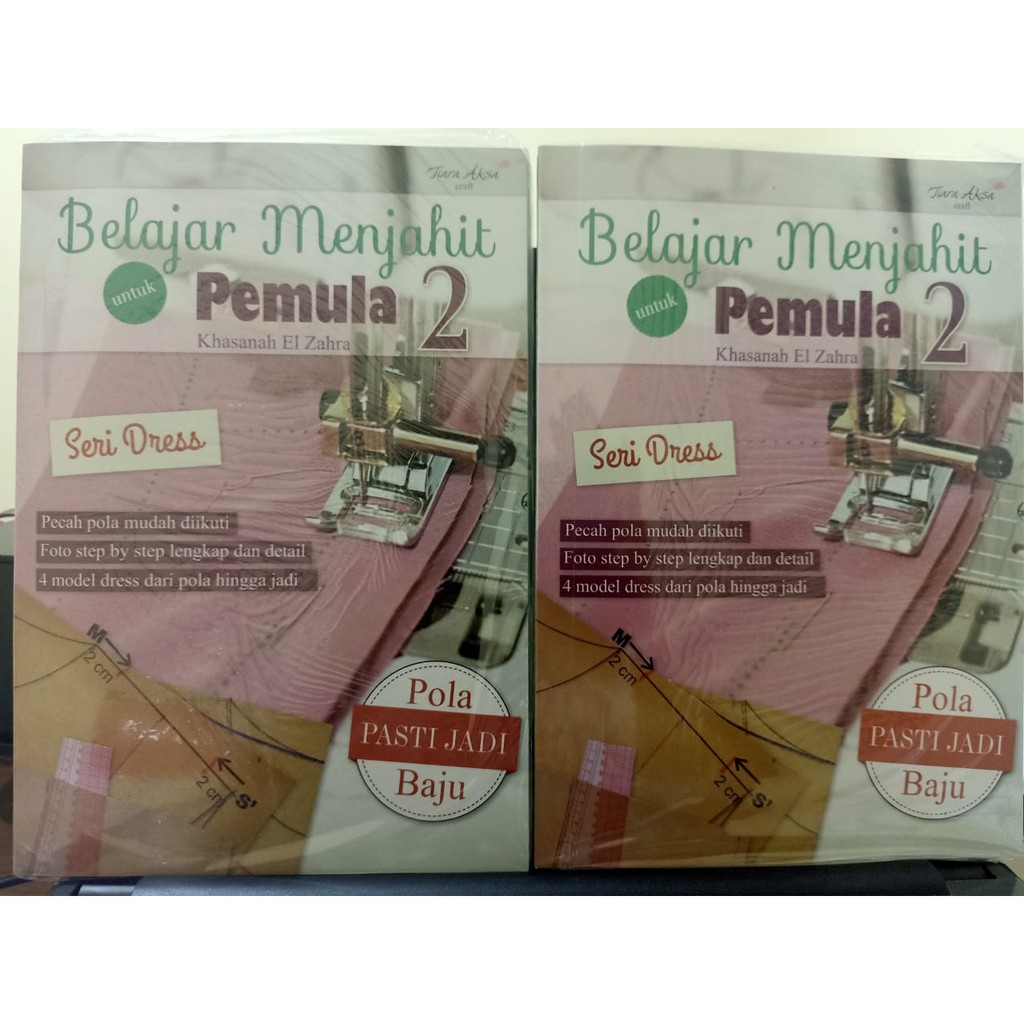 Tiara Aksa
craft
Belajar Menjahit
untuk
Pemula 2
Khasanah El Zahra
Seri Dress
Pecah pola mudah diikuti
Foto step by step lengkap dan detail
4 model dress dari pola hingga jadi
M
2 cm
2 cm
S'
Pola
PASTI JADI
Baju
Tiara Aksa
craft
Belajar Menjahit
untuk
Pemula 2
Khasanah El Zahra
Seri Dress
Pecah pola mudah diikuti
Foto step by step lengkap dan detail
4 model dress dari pola hingga jadi
M
2 cm
2 cm
S'
Pola
PASTI JADI
Baju